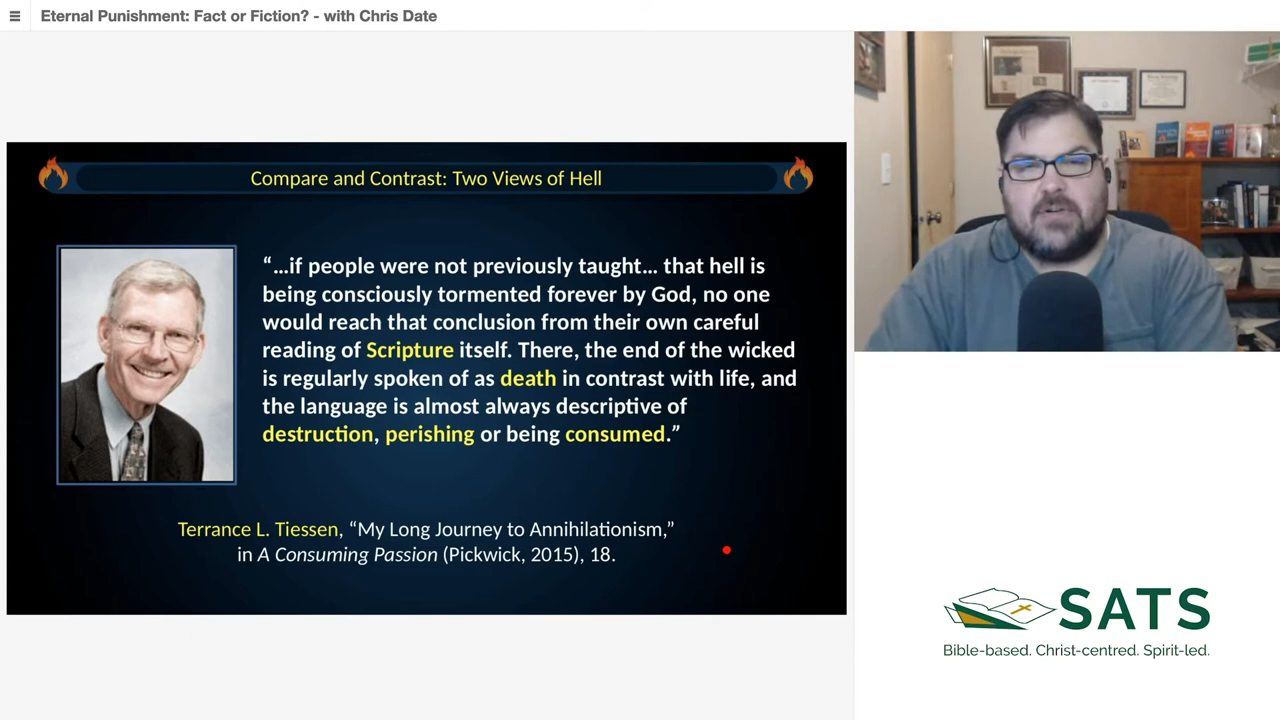 Eternal Punishment: Fact or Fiction? - with Chris Date
Compare and Contrast: Two Views of Hell
“…if people were not previously taught… that hell is
being consciously tormented forever by God, no one
would reach that conclusion from their own careful
reading of Scripture itself. There, the end of the wicked
is regularly spoken of as death in contrast with life, and
the language is almost always descriptive of
destruction, perishing or being consumed.”
Terrance L. Tiessen, “My Long Journey to Annihilationism,”
in A Consuming Passion (Pickwick, 2015), 18.
SATS
Bible-based. Christ-centred. Spirit-led.